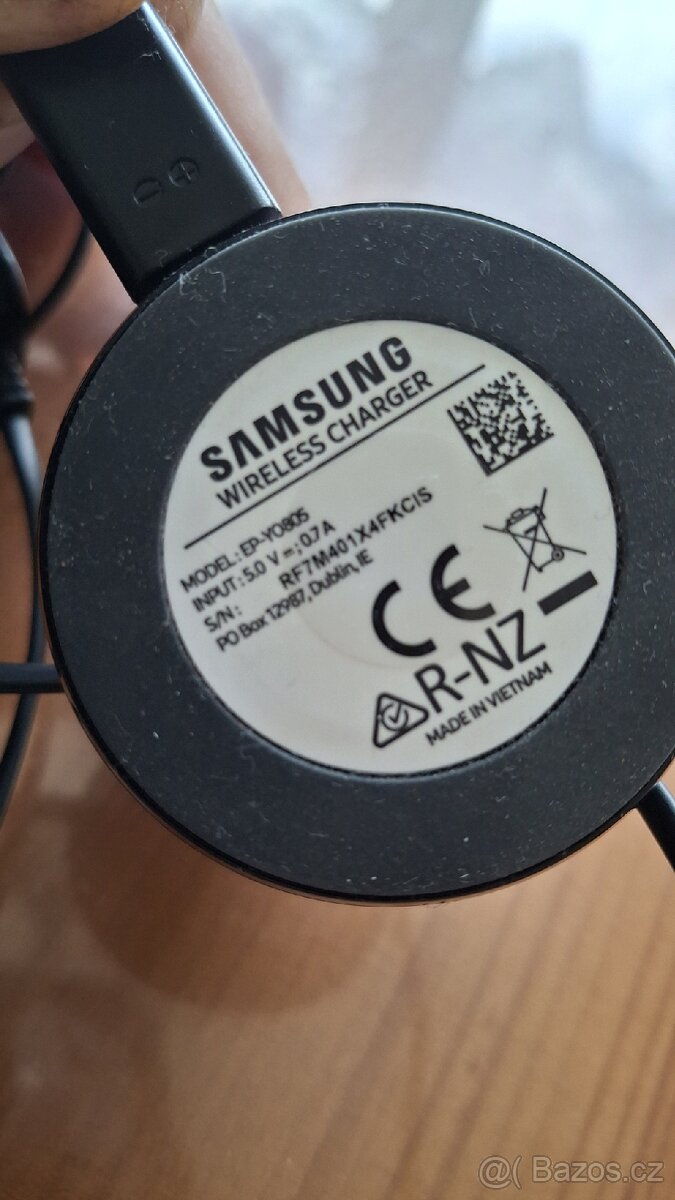 SAMSUNG
WIRELESS CHARGER
MODEL: EP-YO805
INPUT: 5.0 V ⎓; 0.7 A
S/N: RF7M401X4FKCIS
PO Box 12987, Dublin, IE
CE
R-NZ
MADE IN VIETNAM
@( Bazos.cz